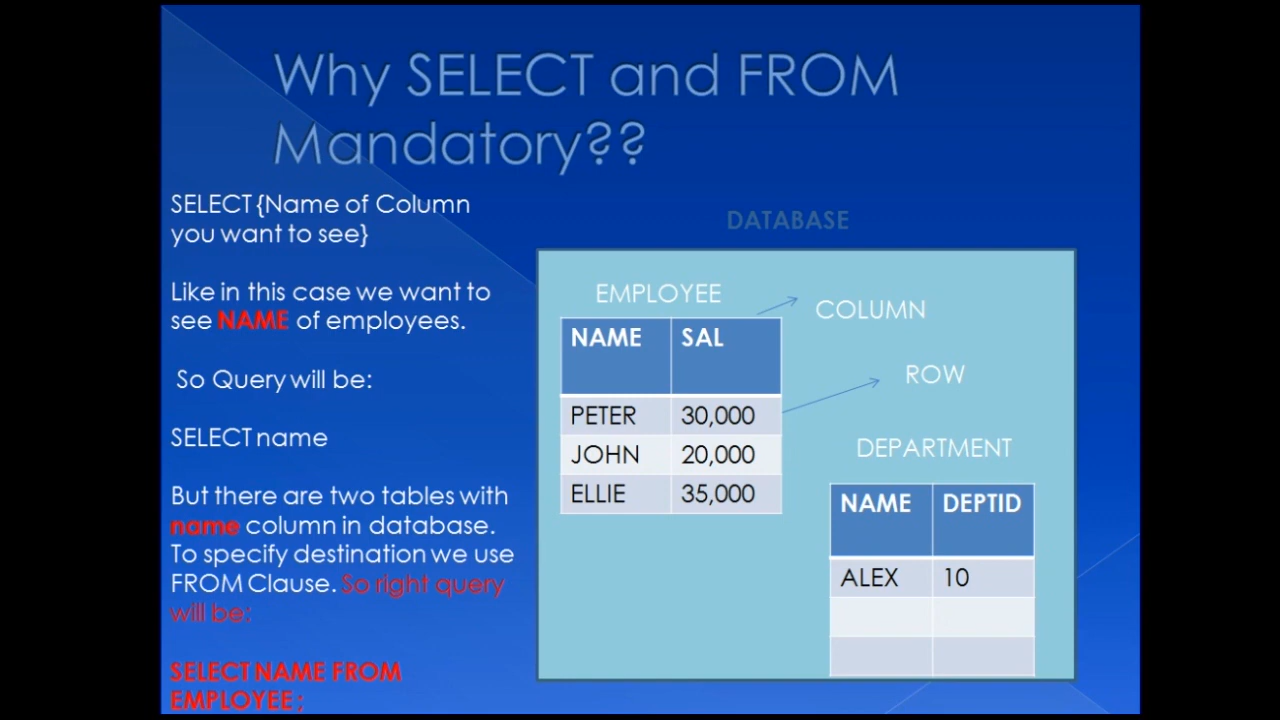 Why SELECT and FROM
Mandatory??
SELECT {Name of Column
you want to see}
Like in this case we want to
see NAME of employees.
So Query will be:
SELECT name
But there are two tables with
name column in database.
To specify destination we use
FROM Clause. So right query
will be:
SELECT NAME FROM
EMPLOYEE ;
DATABASE
EMPLOYEE
COLUMN
NAME SAL
ROW
PETER 30,000
JOHN 20,000
ELLIE 35,000
DEPARTMENT
NAME DEPTID
ALEX 10